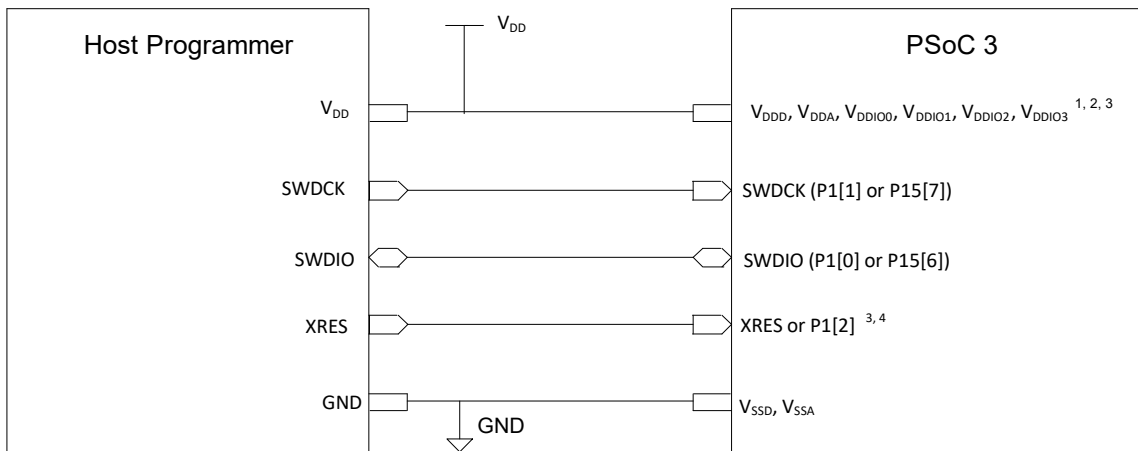 V_DD
Host Programmer
PSoC 3
V_DD
V_DDD, V_DDA, V_DDIO0, V_DDIO1, V_DDIO2, V_DDIO3 1, 2, 3
SWDCK
SWDCK (P1[1] or P15[7])
SWDIO
SWDIO (P1[0] or P15[6])
XRES
XRES or P1[2] 3, 4
GND
GND
V_SSD, V_SSA